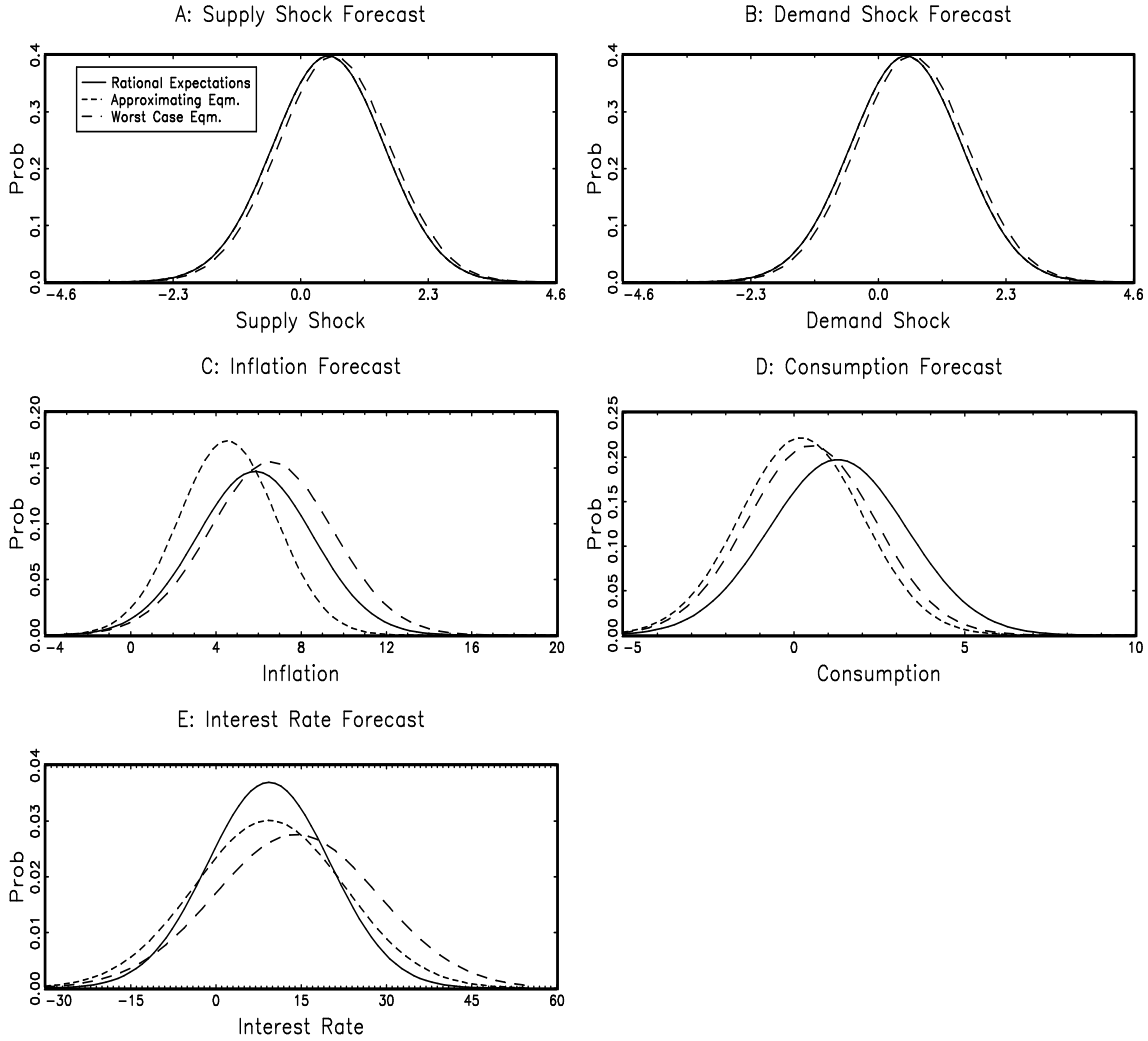 A: Supply Shock Forecast
Prob
0.0 0.1 0.2 0.3 0.4
Rational Expectations
Approximating Eqm.
Worst Case Eqm.
-4.6 -2.3 0.0 2.3 4.6
Supply Shock
B: Demand Shock Forecast
Prob
0.0 0.1 0.2 0.3 0.4
-4.6 -2.3 0.0 2.3 4.6
Demand Shock
C: Inflation Forecast
Prob
0.00 0.05 0.10 0.15 0.20
-4 0 4 8 12 16 20
Inflation
D: Consumption Forecast
Prob
0.00 0.05 0.10 0.15 0.20 0.25
-5 0 5 10
Consumption
E: Interest Rate Forecast
Prob
0.00 0.01 0.02 0.03 0.04
-30 -15 0 15 30 45 60
Interest Rate